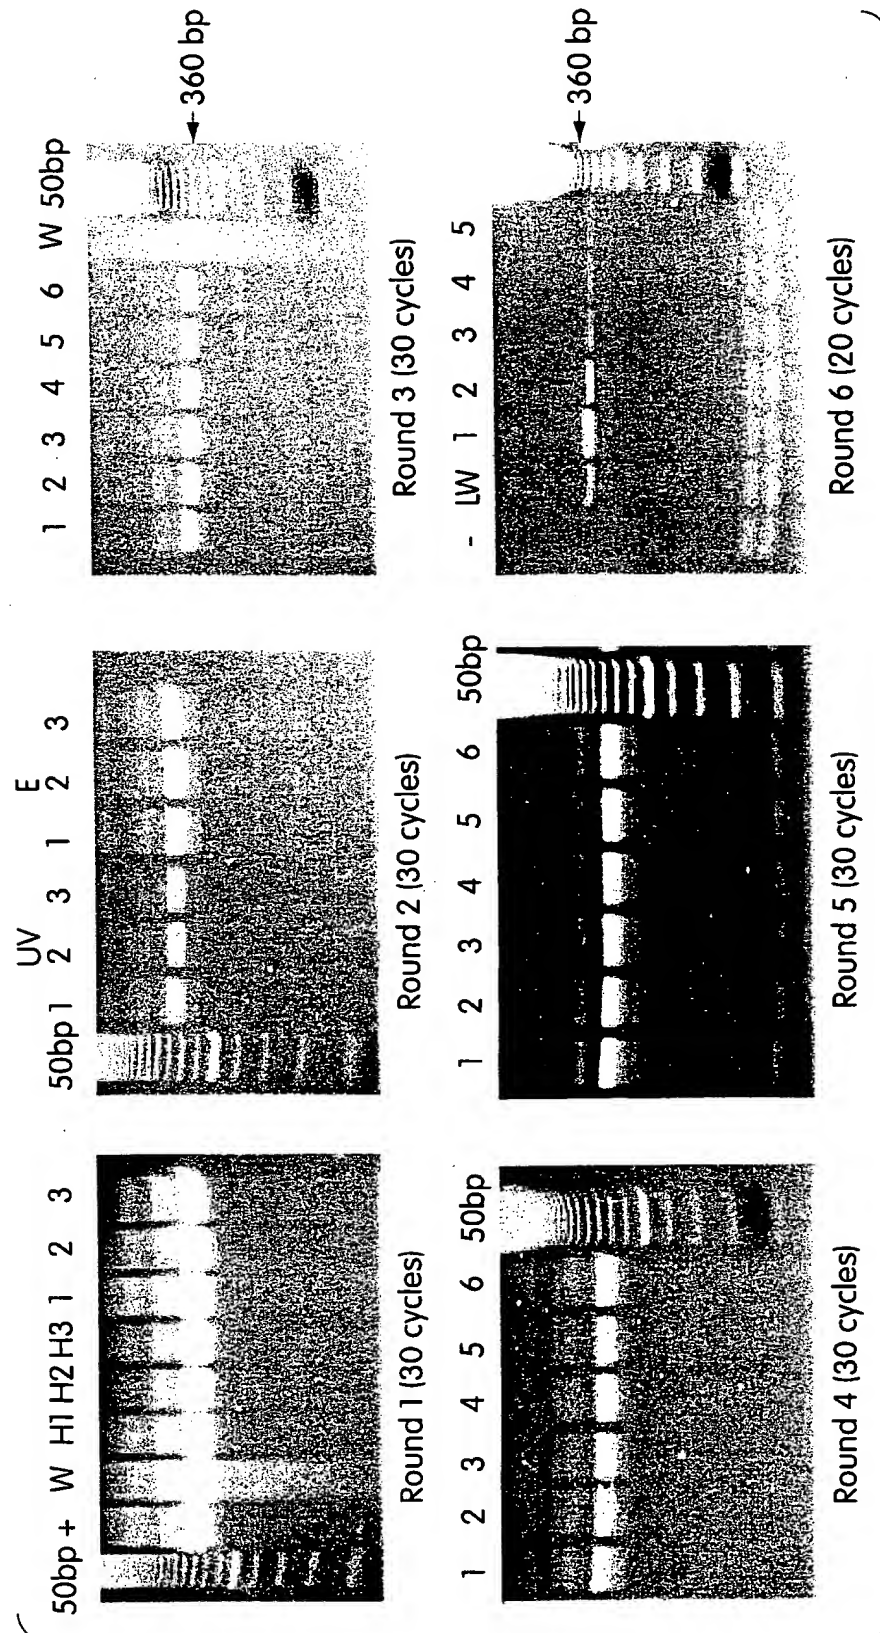 50bp + W H1 H2 H3 1 2 3
Round 1 (30 cycles)
UV E
50bp 1 2 3 1 2 3
Round 2 (30 cycles)
1 2 3 4 5 6 W 50bp
←360 bp
Round 3 (30 cycles)
1 2 3 4 5 6 50bp
Round 4 (30 cycles)
1 2 3 4 5 6 50bp
Round 5 (30 cycles)
- LW 1 2 3 4 5
←360 bp
Round 6 (20 cycles)